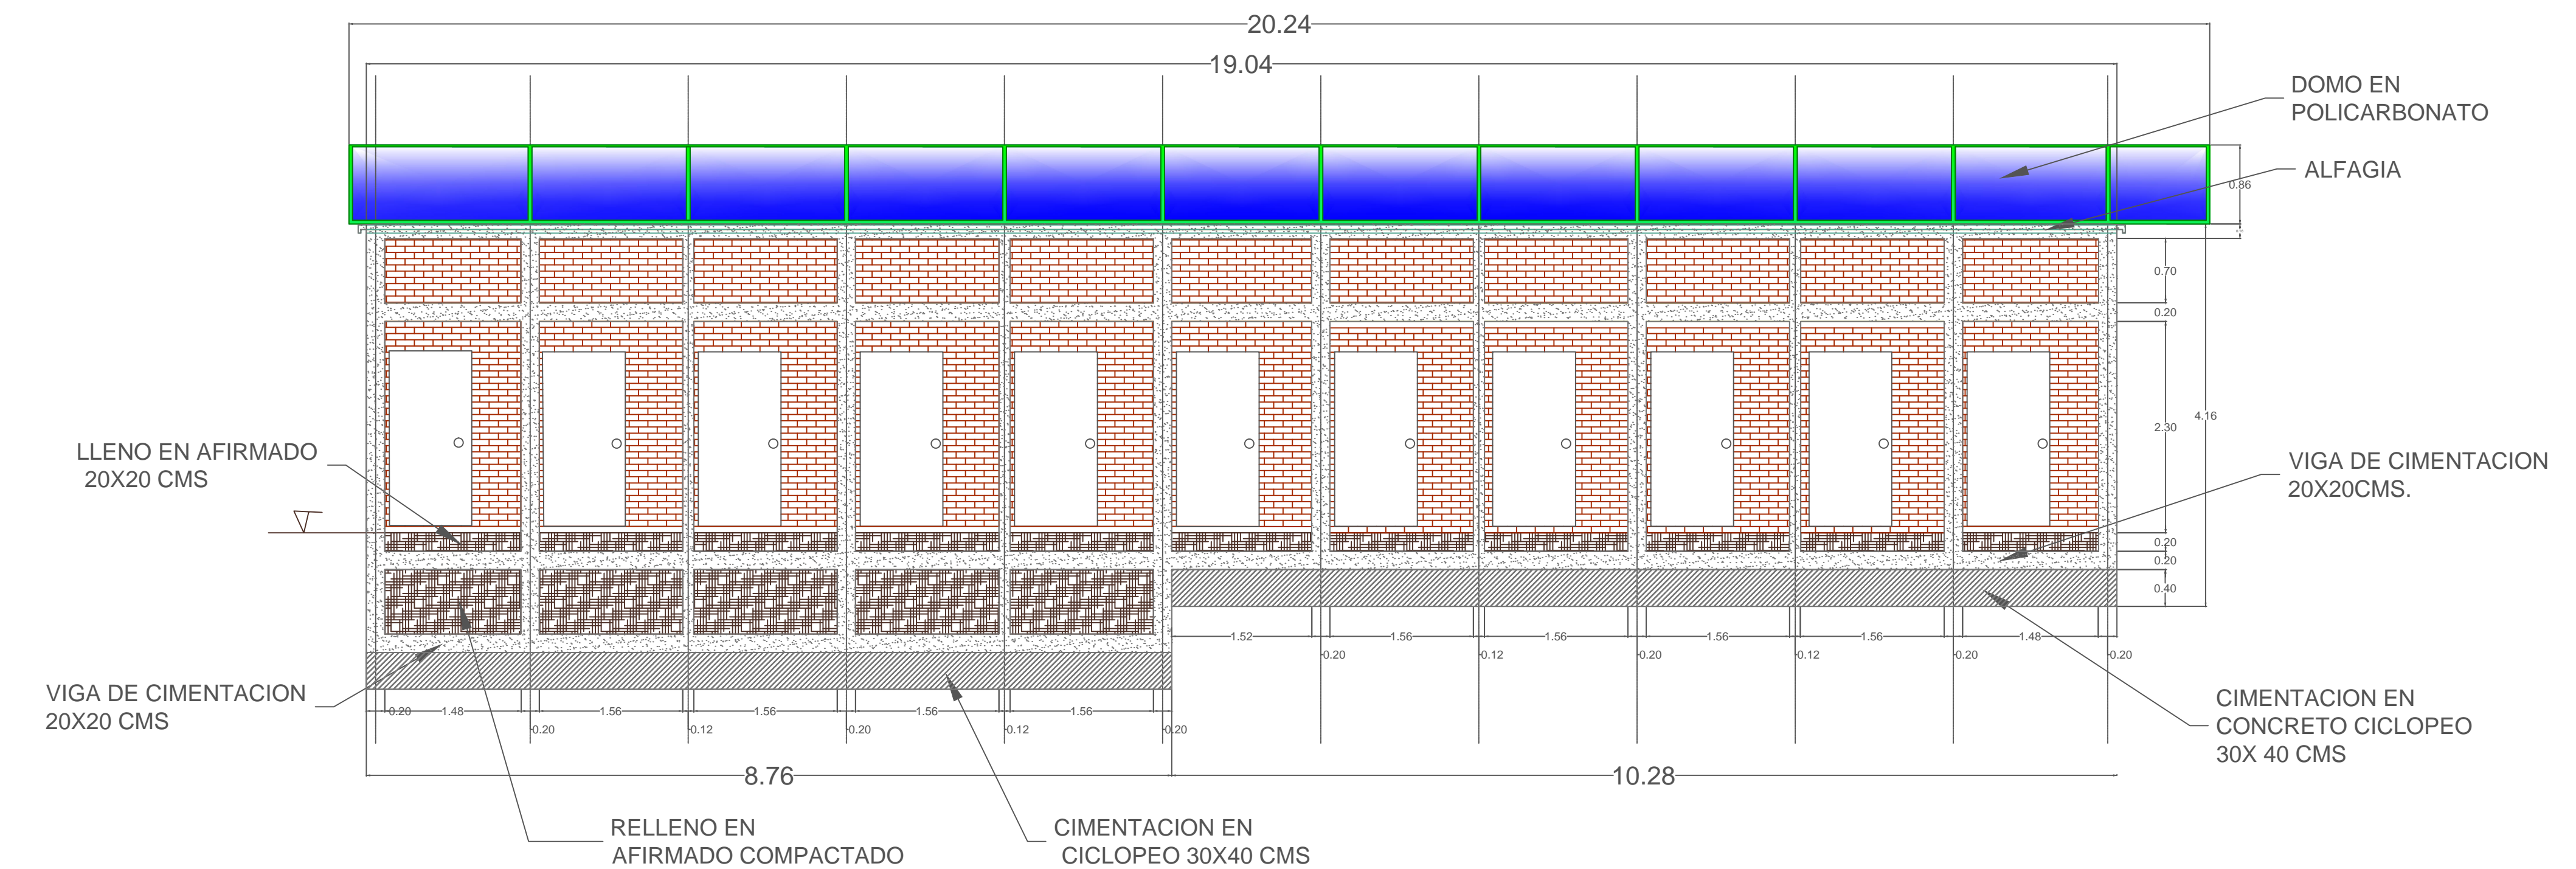 20.24
19.04
DOMO EN
POLICARBONATO
ALFAGIA
0.86
0.70
0.20
2.30
4.16
LLENO EN AFIRMADO
20X20 CMS
VIGA DE CIMENTACION
20X20CMS.
0.20
0.20
0.40
1.52
1.56
1.56
1.56
1.56
1.48
0.20
0.12
0.20
0.12
0.20
0.20
VIGA DE CIMENTACION
20X20 CMS
0.20
1.48
1.56
1.56
1.56
1.56
0.20
0.12
0.20
0.12
0.20
CIMENTACION EN
CONCRETO CICLOPEO
30X 40 CMS
8.76
10.28
RELLENO EN
AFIRMADO COMPACTADO
CIMENTACION EN
CICLOPEO 30X40 CMS